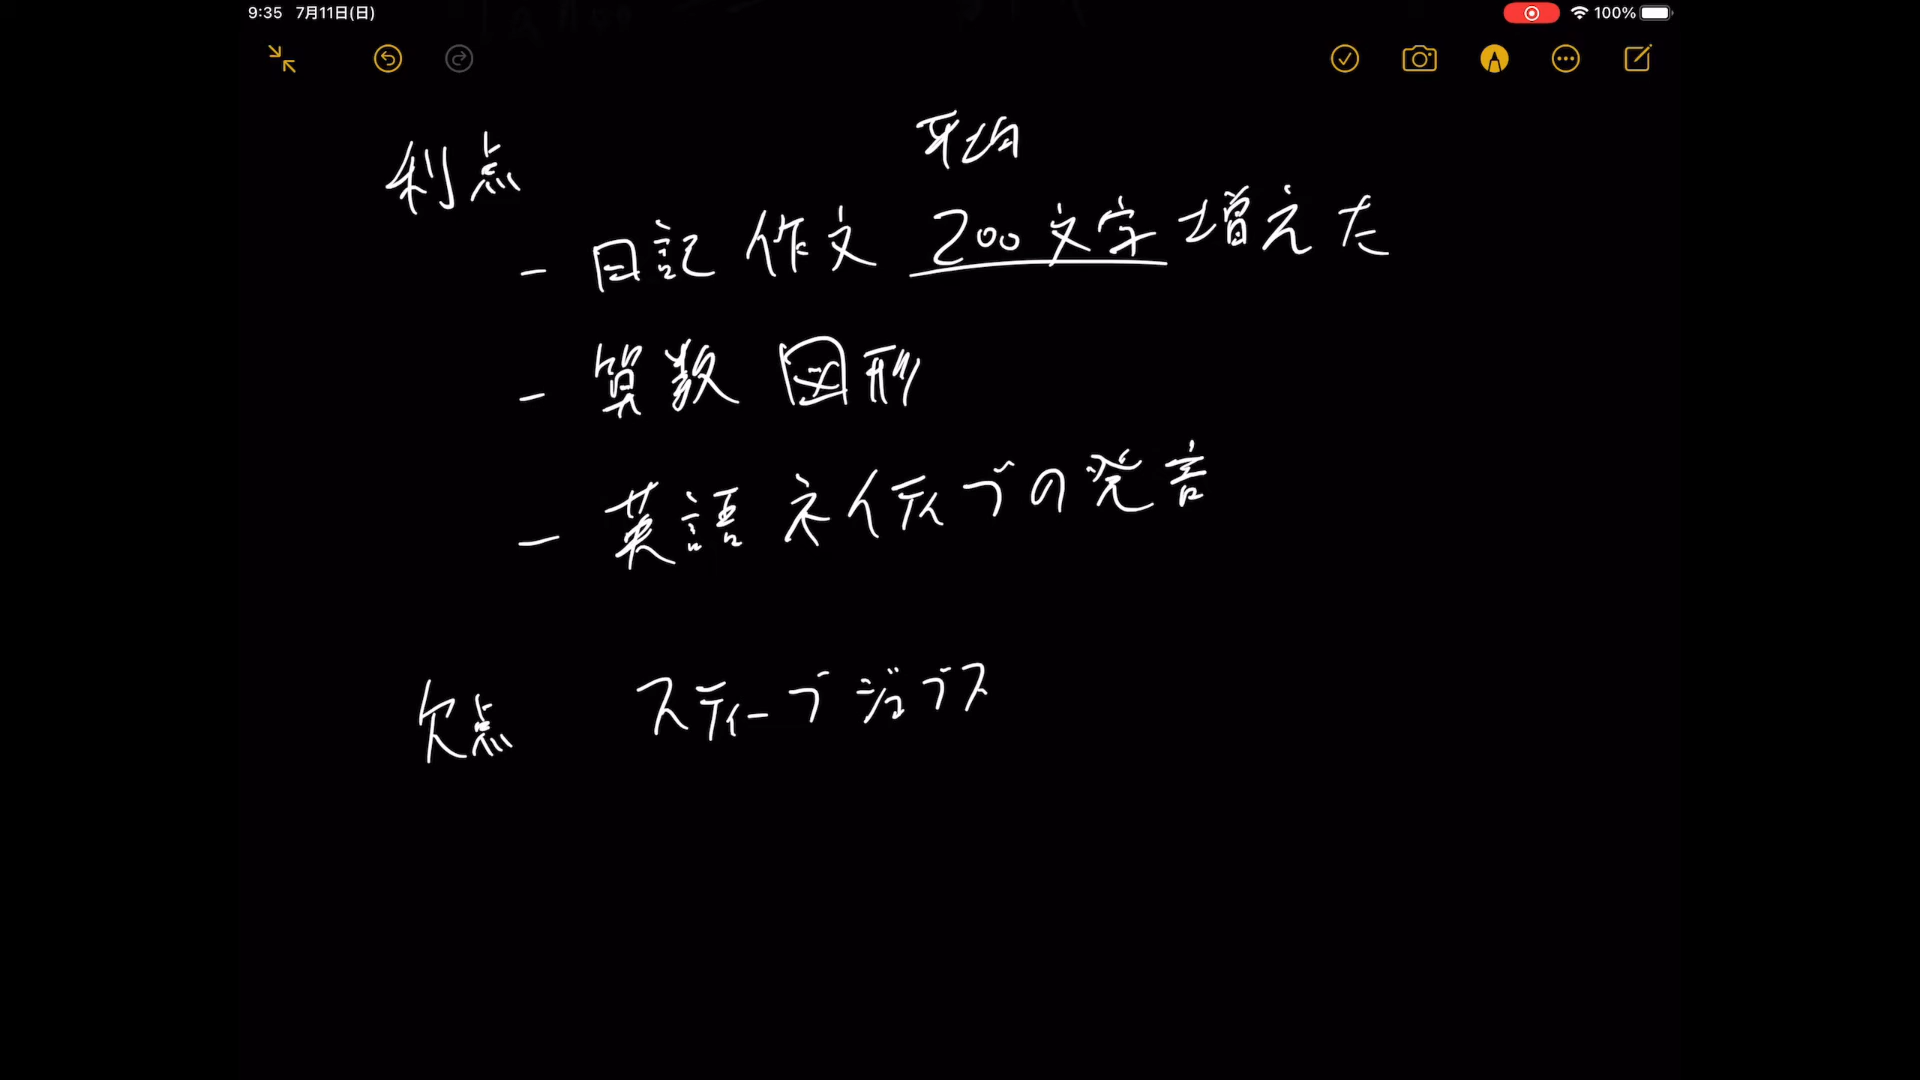 9:35 7月11日(日) 100%
利点
平均
- 日記 作文 200文字 増えた
- 算数 図形
- 英語 ネイティブの発言
欠点 スティーブ ジョブス